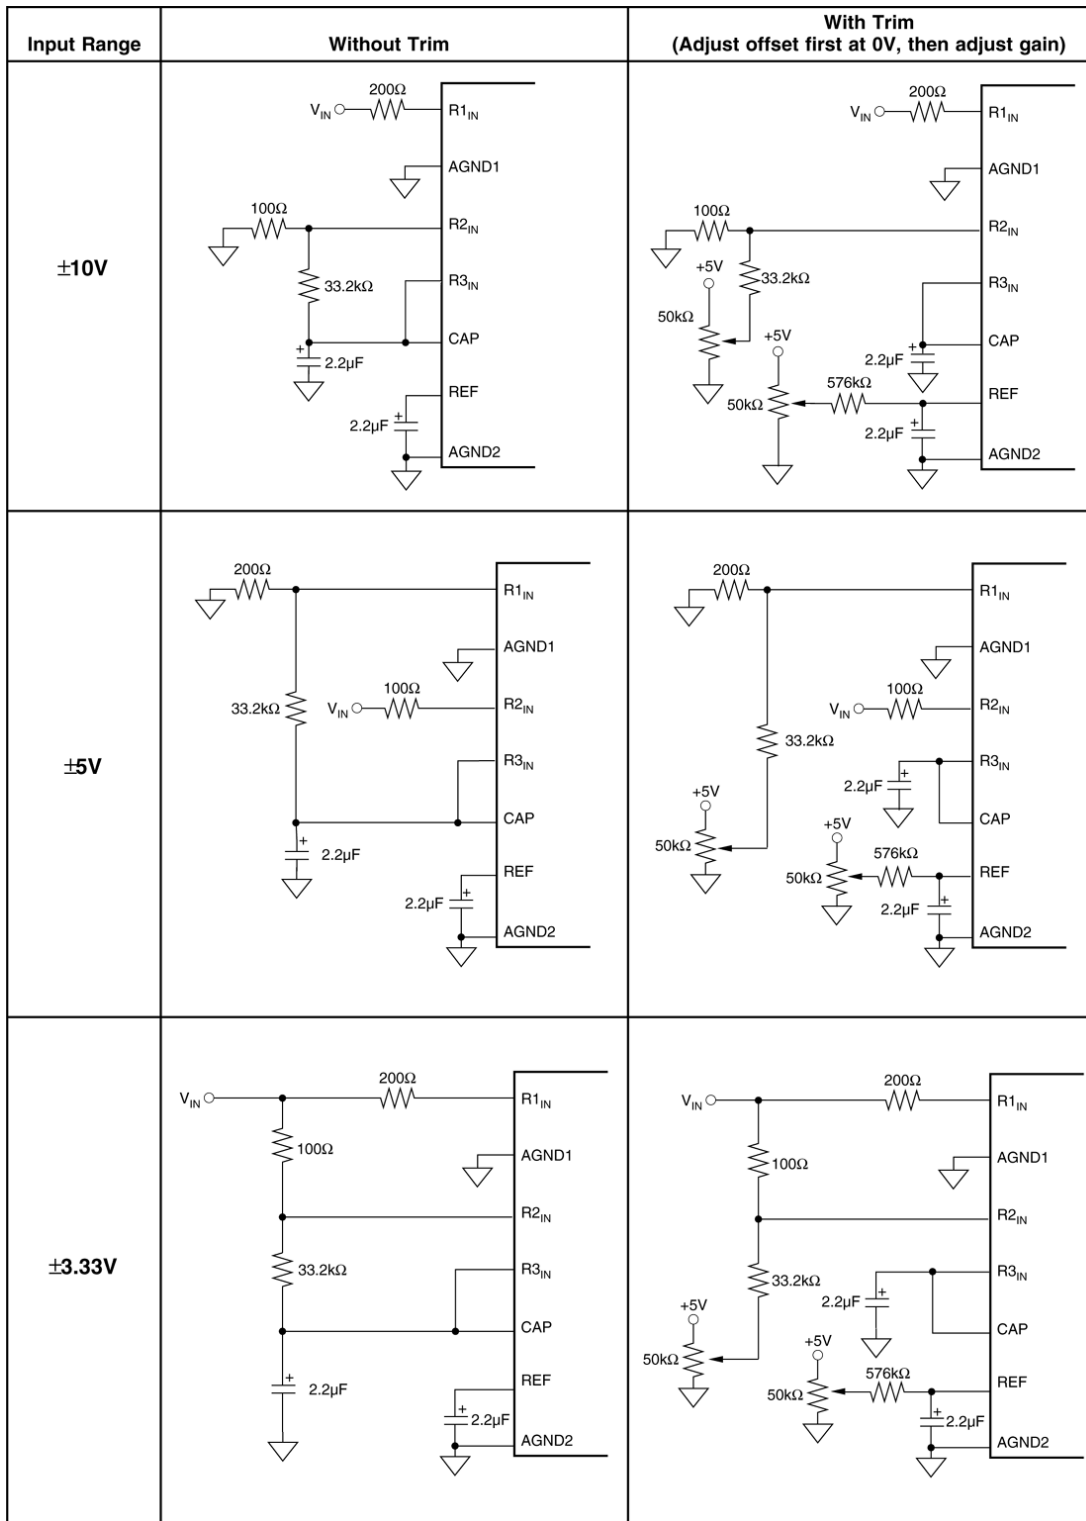 Input Range
Without Trim
With Trim
(Adjust offset first at 0V, then adjust gain)
±10V
200Ω
VIN
R1IN
AGND1
100Ω
R2IN
33.2kΩ
R3IN
CAP
+
2.2µF
REF
+
2.2µF
AGND2
200Ω
VIN
R1IN
AGND1
100Ω
R2IN
+5V
33.2kΩ
R3IN
50kΩ
+5V
CAP
+
2.2µF
576kΩ
REF
50kΩ
+
2.2µF
AGND2
±5V
200Ω
R1IN
AGND1
100Ω
33.2kΩ
VIN
R2IN
R3IN
CAP
+
2.2µF
REF
+
2.2µF
AGND2
200Ω
R1IN
AGND1
100Ω
VIN
R2IN
33.2kΩ
R3IN
+
2.2µF
+5V
CAP
+5V
50kΩ
576kΩ
REF
50kΩ
+
2.2µF
AGND2
±3.33V
200Ω
VIN
R1IN
100Ω
AGND1
R2IN
33.2kΩ
R3IN
CAP
+
2.2µF
REF
+
2.2µF
AGND2
200Ω
VIN
R1IN
100Ω
AGND1
R2IN
33.2kΩ
R3IN
+
2.2µF
+5V
CAP
+5V
50kΩ
576kΩ
REF
50kΩ
+
2.2µF
AGND2